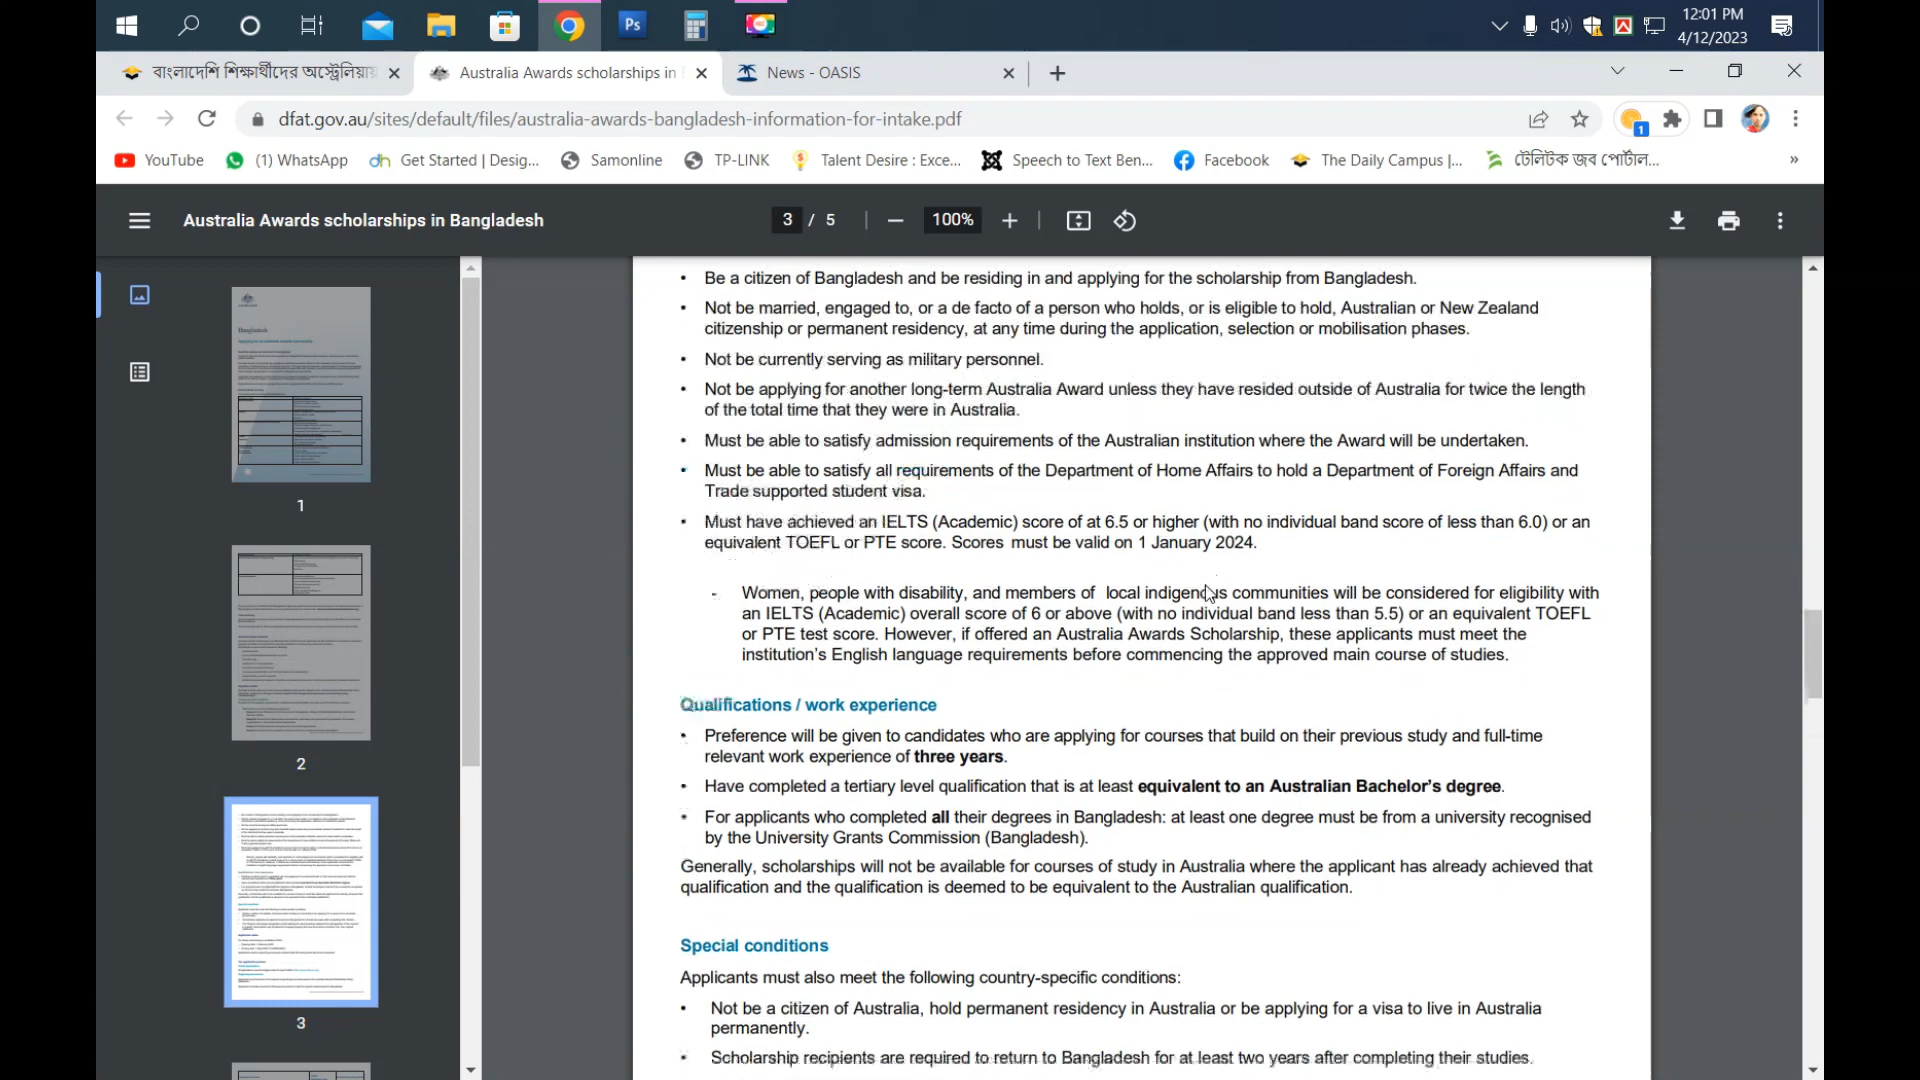 Ps
12:01 PM
4/12/2023
বাংলাদেশি শিক্ষার্থীদের অস্ট্রেলিয়ায়
Australia Awards scholarships in
News - OASIS
dfat.gov.au/sites/default/files/australia-awards-bangladesh-information-for-intake.pdf
1
YouTube
(1) WhatsApp
Get Started | Desig...
Samonline
TP-LINK
Talent Desire : Exce...
Speech to Text Ben...
Facebook
The Daily Campus |...
টেলিটক জব পোর্টাল...
»
Australia Awards scholarships in Bangladesh
3 / 5
100%
1
2
3
• Be a citizen of Bangladesh and be residing in and applying for the scholarship from Bangladesh.
• Not be married, engaged to, or a de facto of a person who holds, or is eligible to hold, Australian or New Zealand
citizenship or permanent residency, at any time during the application, selection or mobilisation phases.
• Not be currently serving as military personnel.
• Not be applying for another long-term Australia Award unless they have resided outside of Australia for twice the length
of the total time that they were in Australia.
• Must be able to satisfy admission requirements of the Australian institution where the Award will be undertaken.
• Must be able to satisfy all requirements of the Department of Home Affairs to hold a Department of Foreign Affairs and
Trade supported student visa.
• Must have achieved an IELTS (Academic) score of at 6.5 or higher (with no individual band score of less than 6.0) or an
equivalent TOEFL or PTE score. Scores must be valid on 1 January 2024.
- Women, people with disability, and members of local indigenous communities will be considered for eligibility with
an IELTS (Academic) overall score of 6 or above (with no individual band less than 5.5) or an equivalent TOEFL
or PTE test score. However, if offered an Australia Awards Scholarship, these applicants must meet the
institution's English language requirements before commencing the approved main course of studies.
Qualifications / work experience
• Preference will be given to candidates who are applying for courses that build on their previous study and full-time
relevant work experience of three years.
• Have completed a tertiary level qualification that is at least equivalent to an Australian Bachelor's degree.
• For applicants who completed all their degrees in Bangladesh: at least one degree must be from a university recognised
by the University Grants Commission (Bangladesh).
Generally, scholarships will not be available for courses of study in Australia where the applicant has already achieved that
qualification and the qualification is deemed to be equivalent to the Australian qualification.
Special conditions
Applicants must also meet the following country-specific conditions:
• Not be a citizen of Australia, hold permanent residency in Australia or be applying for a visa to live in Australia
permanently.
• Scholarship recipients are required to return to Bangladesh for at least two years after completing their studies.